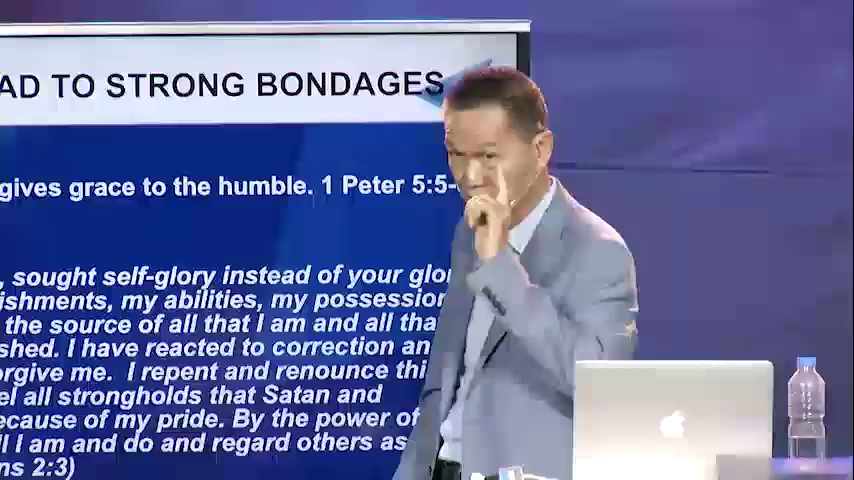 AD TO STRONG BONDAGES
gives grace to the humble. 1 Peter 5:5-
, sought self-glory instead of your glor
ishments, my abilities, my possession
the source of all that I am and all tha
shed. I have reacted to correction an
orgive me. I repent and renounce thi
el all strongholds that Satan and
ecause of my pride. By the power of
ll I am and do and regard others as
ns 2:3)